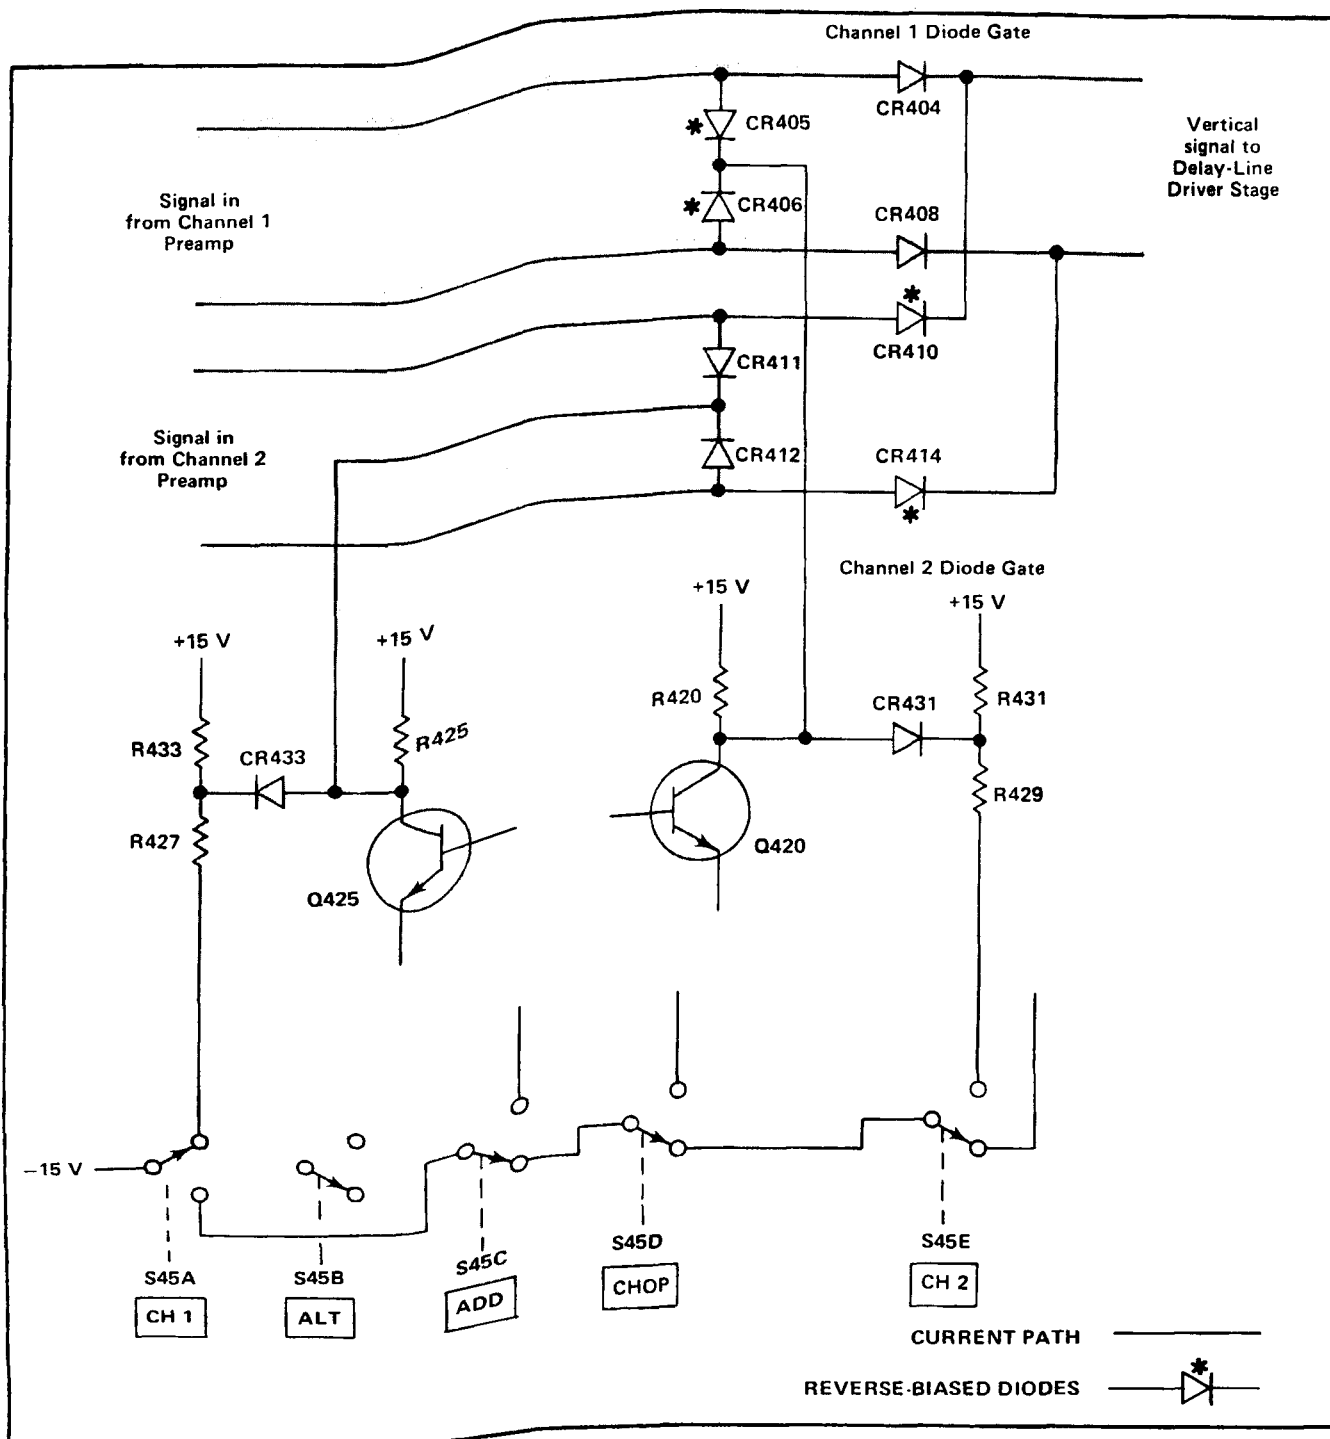 Channel 1 Diode Gate
CR404
* CR405
Vertical
signal to
Delay-Line
Driver Stage
Signal in
from Channel 1
Preamp
* CR406
CR408
*
CR410
CR411
Signal in
from Channel 2
Preamp
CR412
CR414
*
Channel 2 Diode Gate
+15 V
+15 V
+15 V
+15 V
R433
CR433
R425
R420
CR431
R431
R427
R429
Q425
Q420
−15 V
S45A
S45B
S45C
S45D
S45E
CH 1
ALT
ADD
CHOP
CH 2
CURRENT PATH
REVERSE-BIASED DIODES *